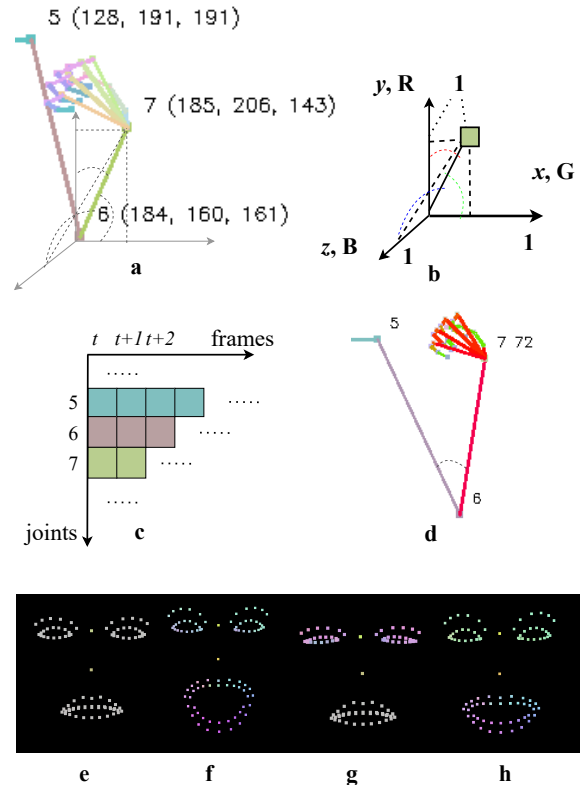 5 (128, 191, 191)
7 (185, 206, 143)
6 (184, 160, 161)
a
y, R
1
x, G
z, B
1
1
b
t t+1 t+2 frames
.....
5 .....
6 .....
7 .....
.....
joints
c
5
7 72
6
d
e f g h